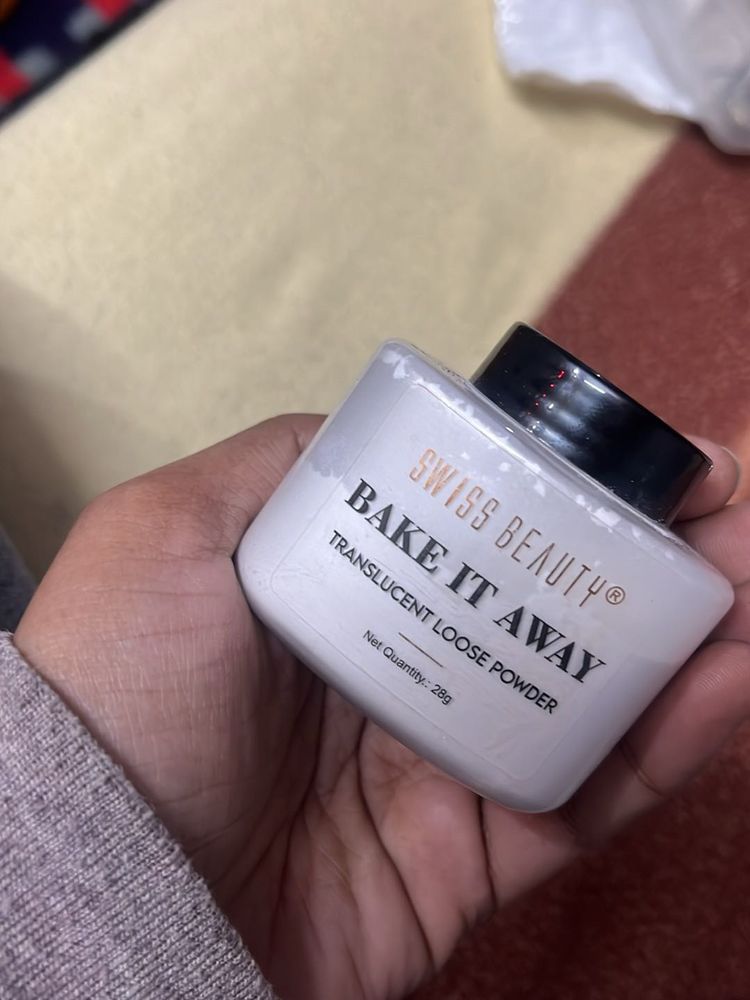 SWISS BEAUTY®
BAKE IT AWAY
TRANSLUCENT LOOSE POWDER
Net Quantity.: 28g